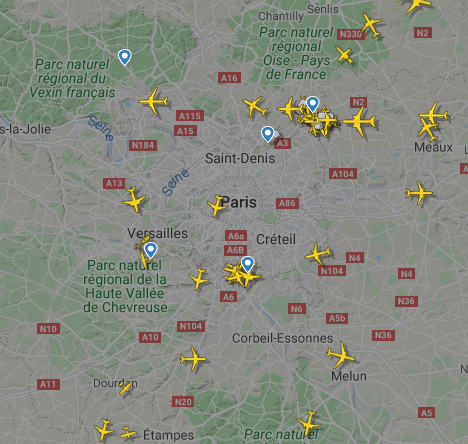 Senlis
Chantilly
N330
N2
Parc naturel
régional
Oise - Pays
de France
Parc naturel
régional du
Vexin français
A16
N2
A115
A15
s-la-Jolie
Seine
A3
N184
Saint-Denis
Meaux
A104
A13
Seine
Paris
A86
Versailles
A6a
A6B
Créteil
N4
N104
N4
Parc naturel
régional de la
Haute Vallée
de Chevreuse
A6
N36
N6
A5b
N10
N104
A10
Corbeil-Essonnes
N36
Melun
A11
Dourdan
N20
A5
Étampes
Parc naturel